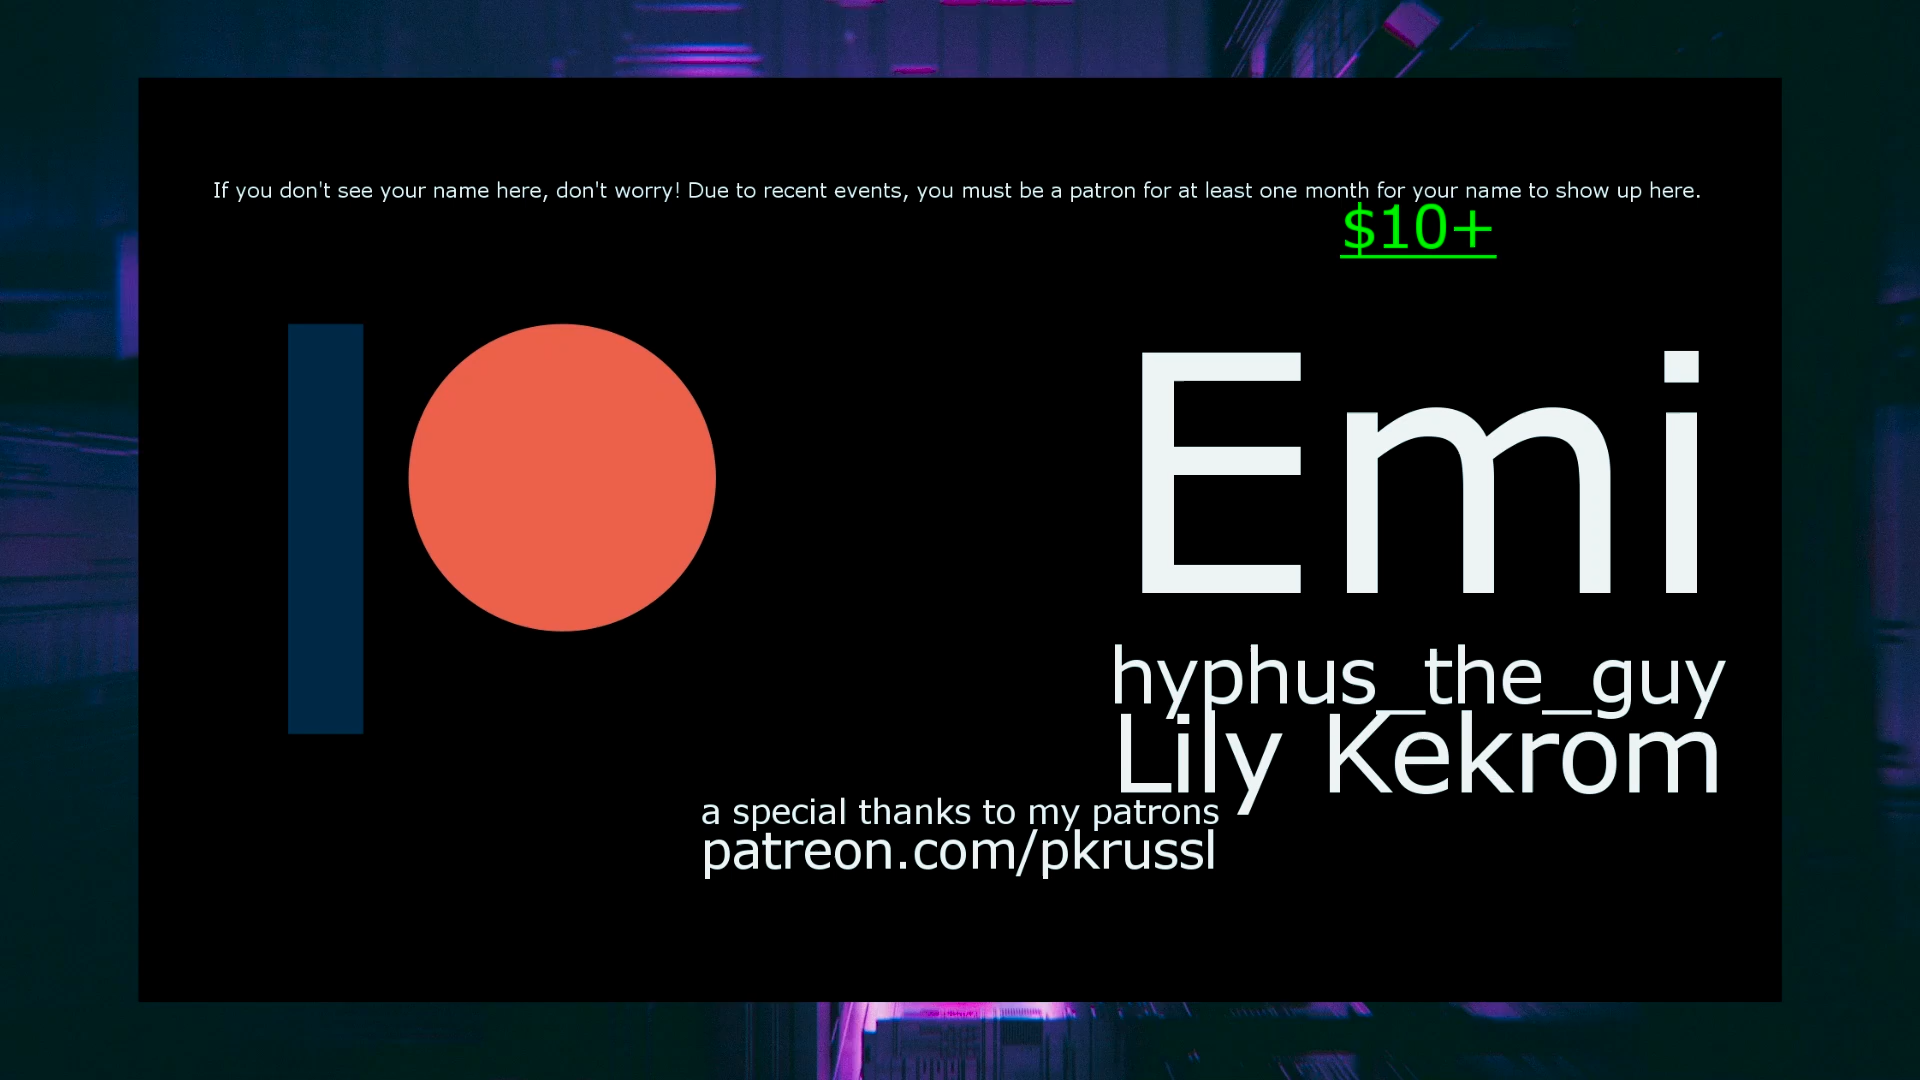 If you don't see your name here, don't worry! Due to recent events, you must be a patron for at least one month for your name to show up here.
$10+
Emi
hyphus_the_guy
Lily Kekrom
a special thanks to my patrons
patreon.com/pkrussl